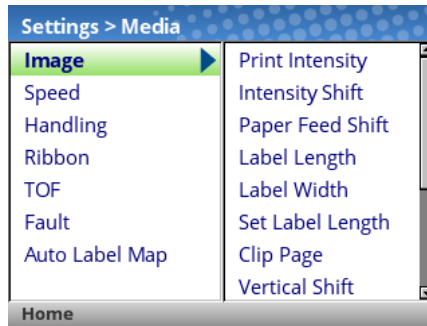 Settings > Media
Image
Speed
Handling
Ribbon
TOF
Fault
Auto Label Map
Print Intensity
Intensity Shift
Paper Feed Shift
Label Length
Label Width
Set Label Length
Clip Page
Vertical Shift
Home